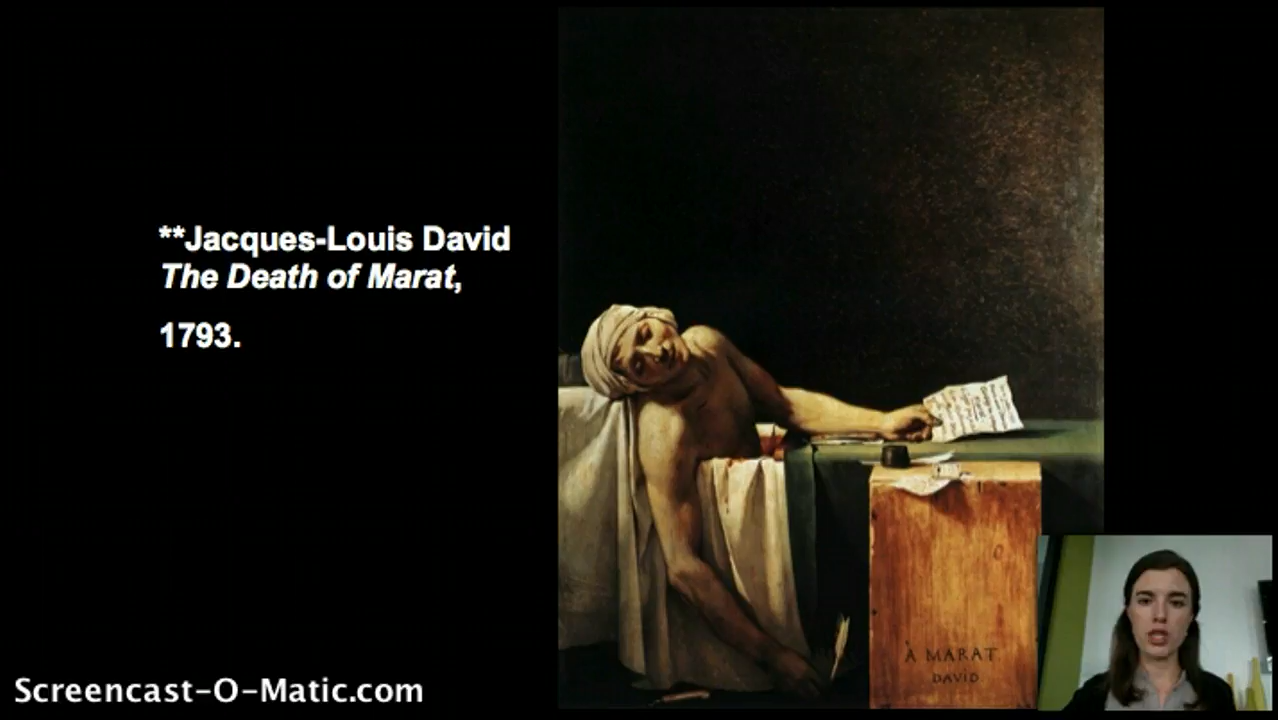 **Jacques-Louis David
The Death of Marat,
1793.
À MARAT.
DAVID.
Screencast-O-Matic.com